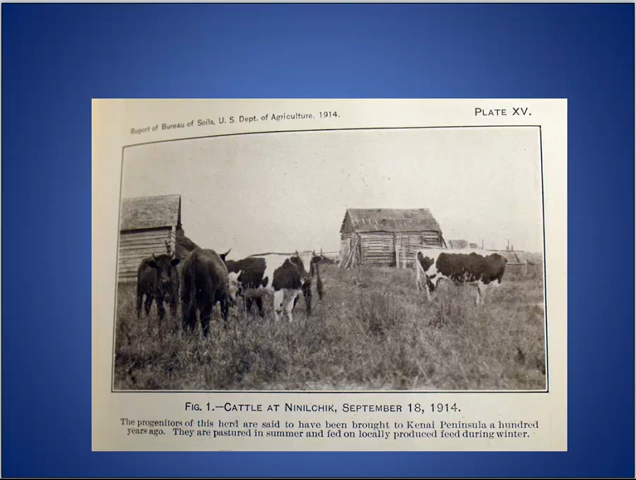 Report of Bureau of Soils, U. S. Dept. of Agriculture, 1914.
PLATE XV.
FIG. 1.—CATTLE AT NINILCHIK, SEPTEMBER 18, 1914.
The progenitors of this herd are said to have been brought to Kenai Peninsula a hundred
years ago. They are pastured in summer and fed on locally produced feed during winter.